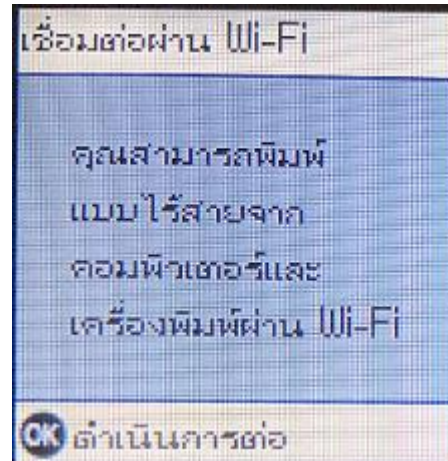 เชื่อมต่อผ่าน Wi-Fi
คุณสามารถพิมพ์
แบบไร้สายจาก
คอมพิวเตอร์และ
เครื่องพิมพ์ผ่าน Wi-Fi
OK ดำเนินการต่อ